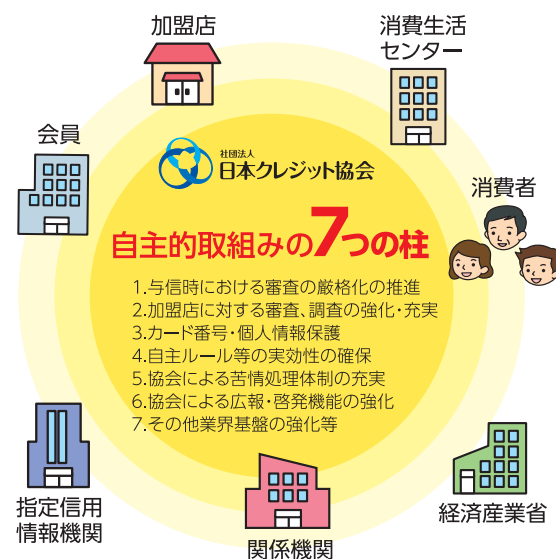 加盟店
消費生活
センター
会員
社団法人
日本クレジット協会
消費者
自主的取組みの7つの柱
1.与信時における審査の厳格化の推進
2.加盟店に対する審査、調査の強化・充実
3.カード番号・個人情報保護
4.自主ルール等の実効性の確保
5.協会による苦情処理体制の充実
6.協会による広報・啓発機能の強化
7.その他業界基盤の強化等
指定信用
情報機関
関係機関
経済産業省